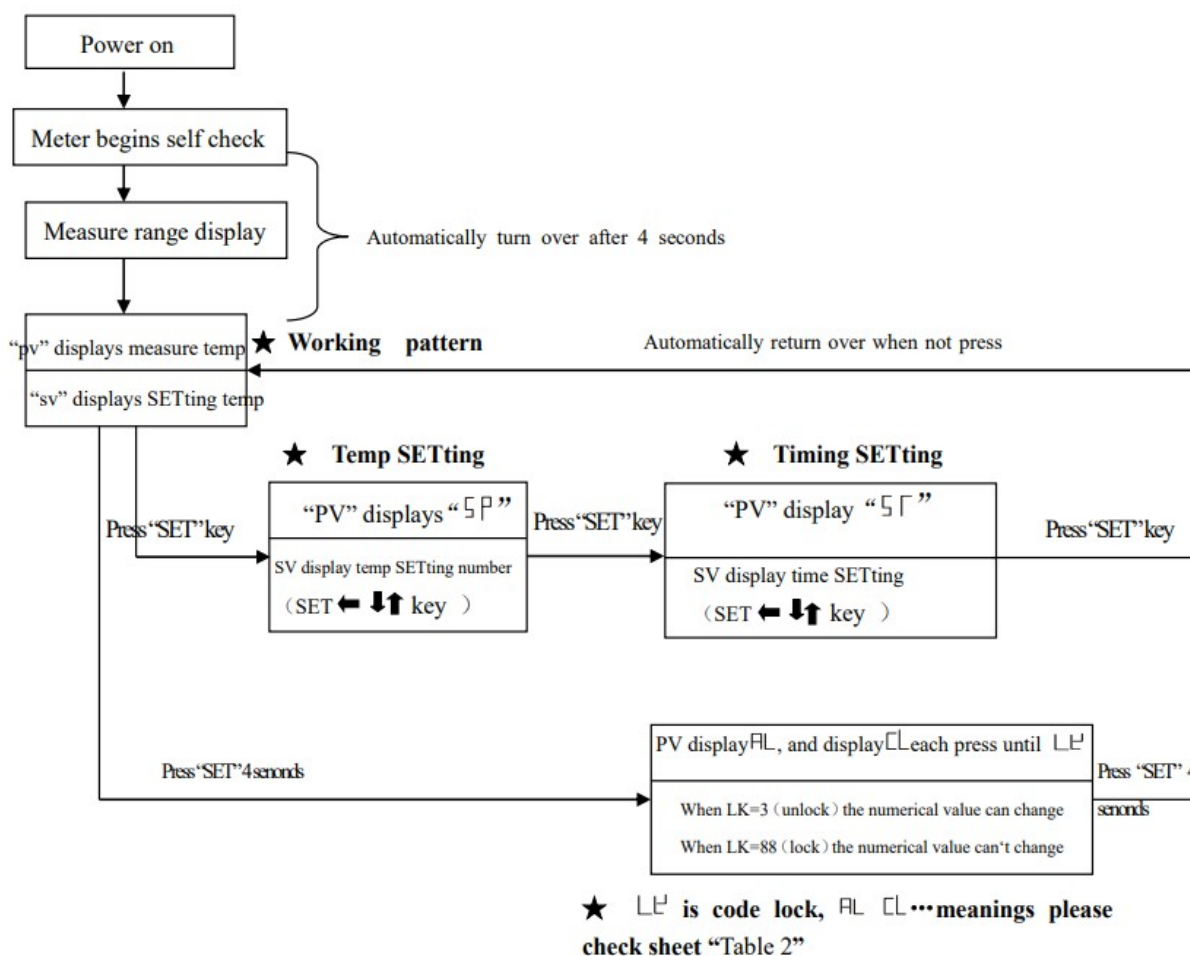 Power on
Meter begins self check
Measure range display
Automatically turn over after 4 seconds
“pv” displays measure temp
★ Working pattern
Automatically return over when not press
“sv” displays SETting temp
★ Temp SETting
★ Timing SETting
“PV” displays “SP”
“PV” display “ST”
Press “SET” key
Press “SET” key
Press “SET” key
SV display temp SETting number
（SET ⬅ ⬇⬆ key ）
SV display time SETting
（SET ⬅ ⬇⬆ key ）
PV display AL, and display CL each press until LK
Press “SET” 4 senonds
Press “SET” 4
senonds
When LK=3（unlock）the numerical value can change
When LK=88（lock）the numerical value can‘t change
★ LK is code lock, AL CL···meanings please
check sheet “Table 2”